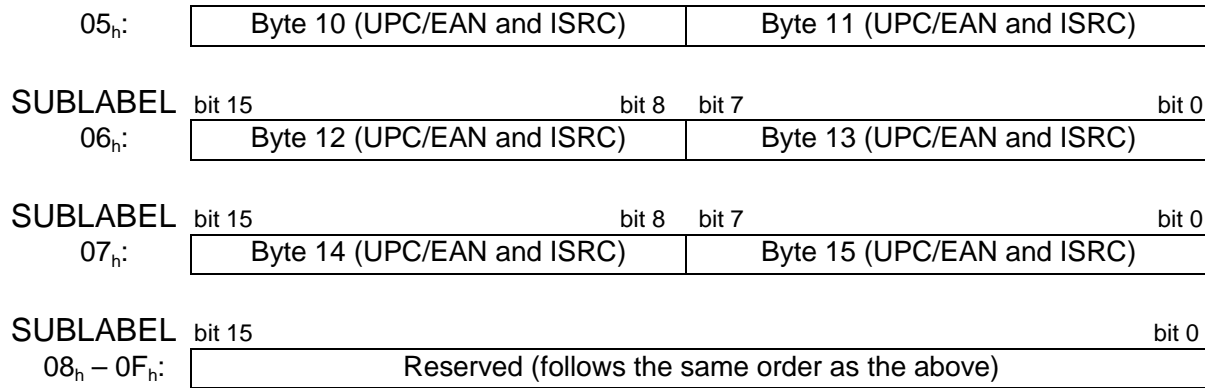 05h: Byte 10 (UPC/EAN and ISRC) Byte 11 (UPC/EAN and ISRC)
SUBLABEL bit 15 bit 8 bit 7 bit 0
06h: Byte 12 (UPC/EAN and ISRC) Byte 13 (UPC/EAN and ISRC)
SUBLABEL bit 15 bit 8 bit 7 bit 0
07h: Byte 14 (UPC/EAN and ISRC) Byte 15 (UPC/EAN and ISRC)
SUBLABEL bit 15 bit 0
08h – 0Fh: Reserved (follows the same order as the above)